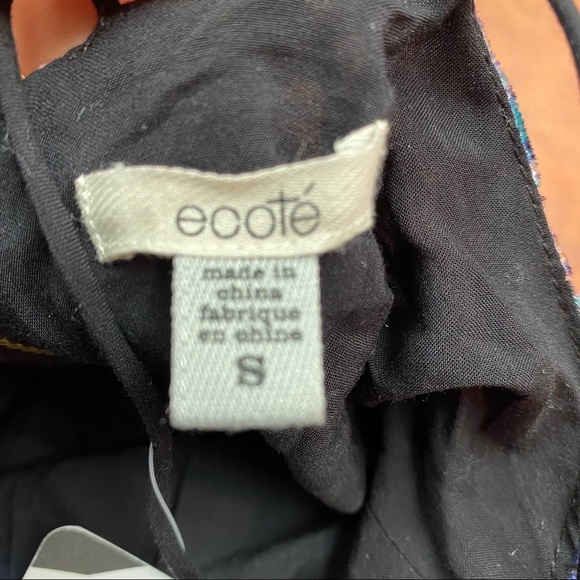 ecoté
made in
china
fabrique
en chine
S